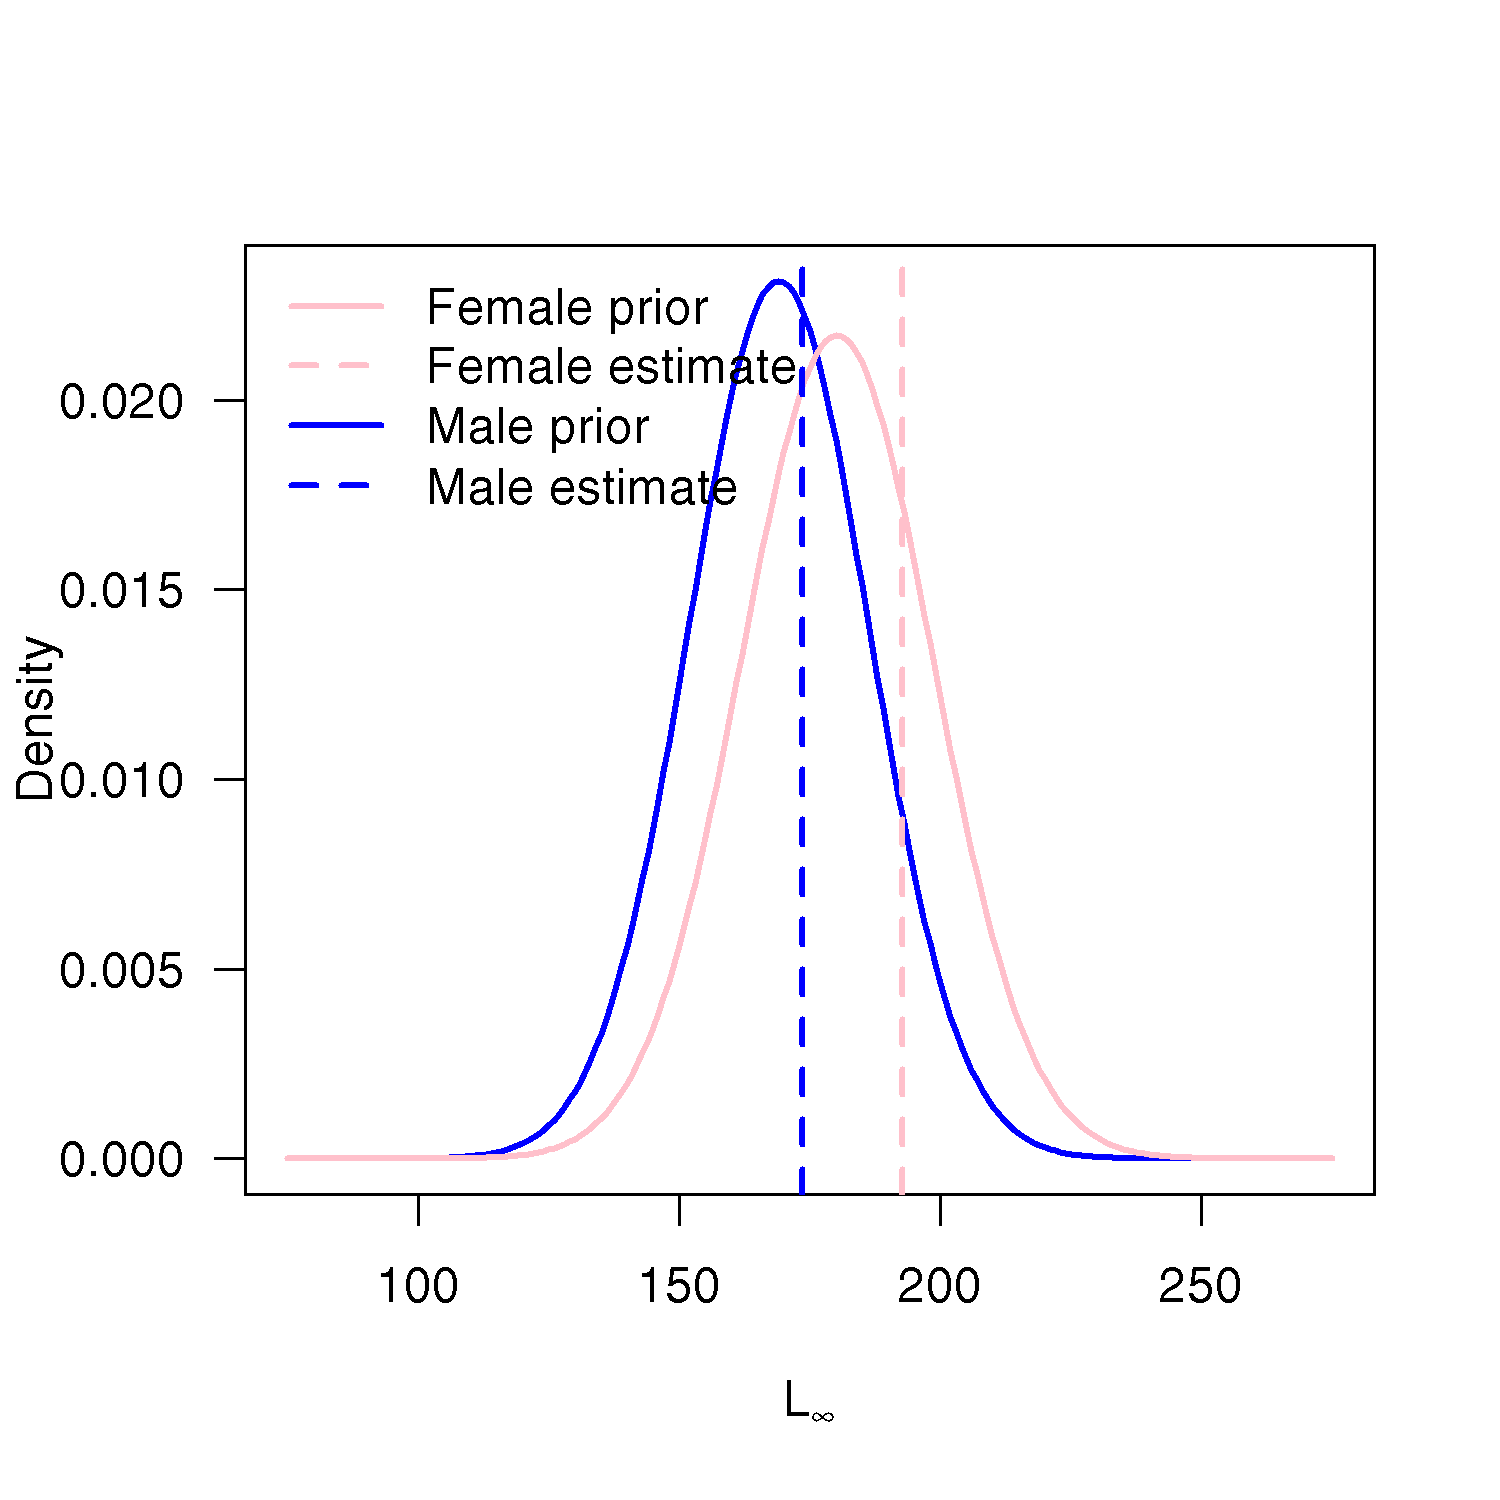 Female prior
Female estimate
Male prior
Male estimate
Density
0.020
0.015
0.010
0.005
0.000
100 150 200 250
L∞